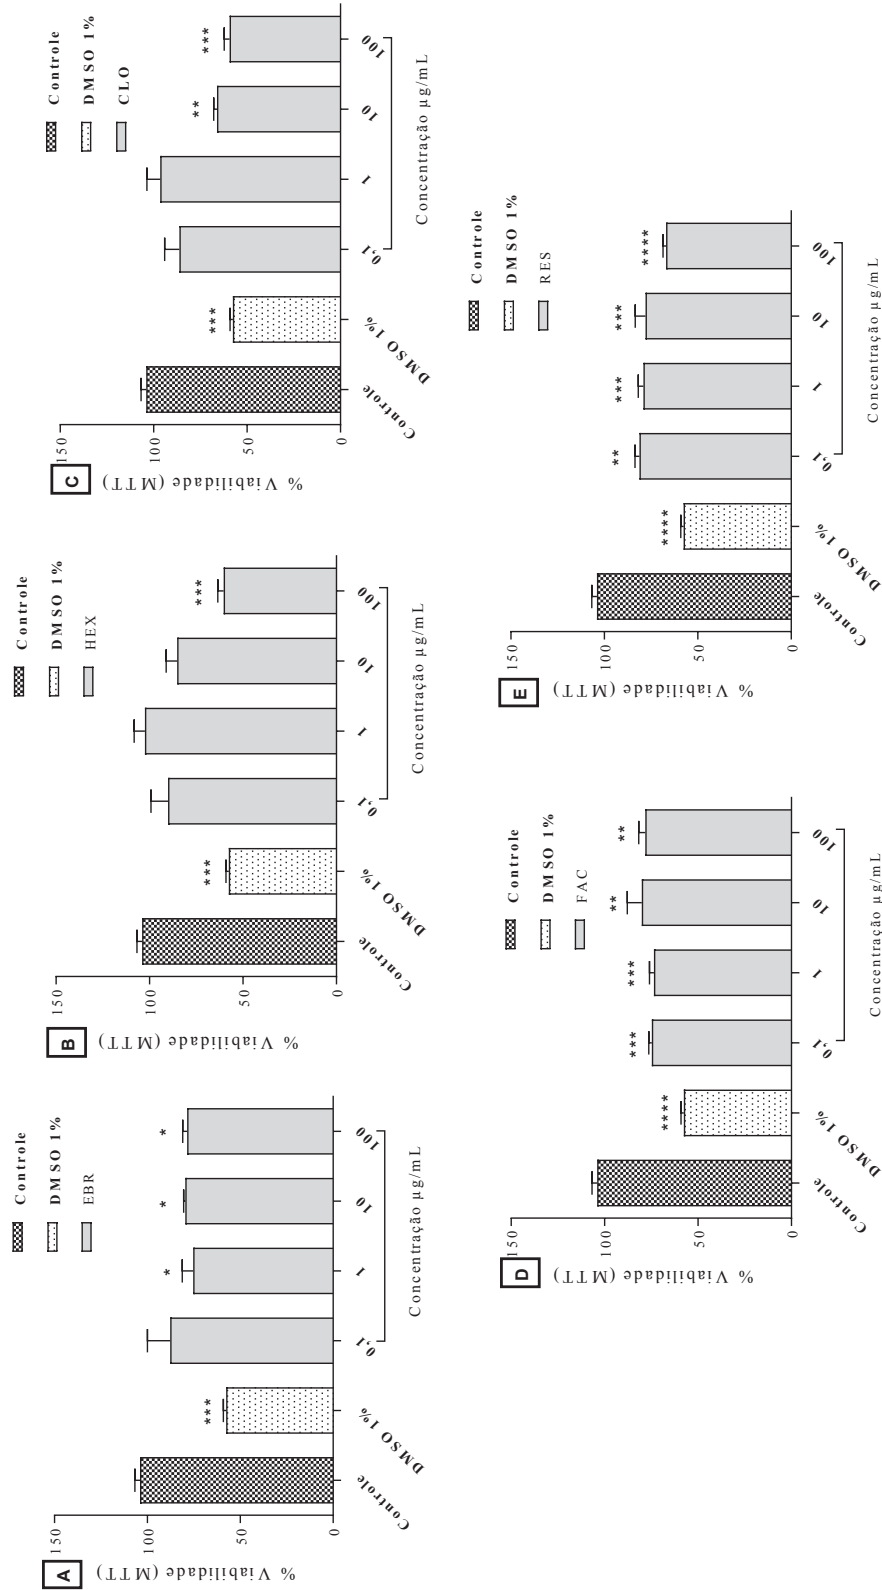 A
% Viabilidade (MTT)
150
100
50
0
Controle
DMSO 1%
EBR
***
*
*
*
Controle
DMSO 1%
0,1
1
10
100
Concentração µg/mL
B
% Viabilidade (MTT)
150
100
50
0
Controle
DMSO 1%
HEX
***
***
Controle
DMSO 1%
0,1
1
10
100
Concentração µg/mL
C
% Viabilidade (MTT)
150
100
50
0
Controle
DMSO 1%
CLO
***
**
***
Controle
DMSO 1%
0,1
1
10
100
Concentração µg/mL
D
% Viabilidade (MTT)
150
100
50
0
Controle
DMSO 1%
FAC
****
***
***
**
**
Controle
DMSO 1%
0,1
1
10
100
Concentração µg/mL
E
% Viabilidade (MTT)
150
100
50
0
Controle
DMSO 1%
RES
****
**
***
***
****
Controle
DMSO 1%
0,1
1
10
100
Concentração µg/mL